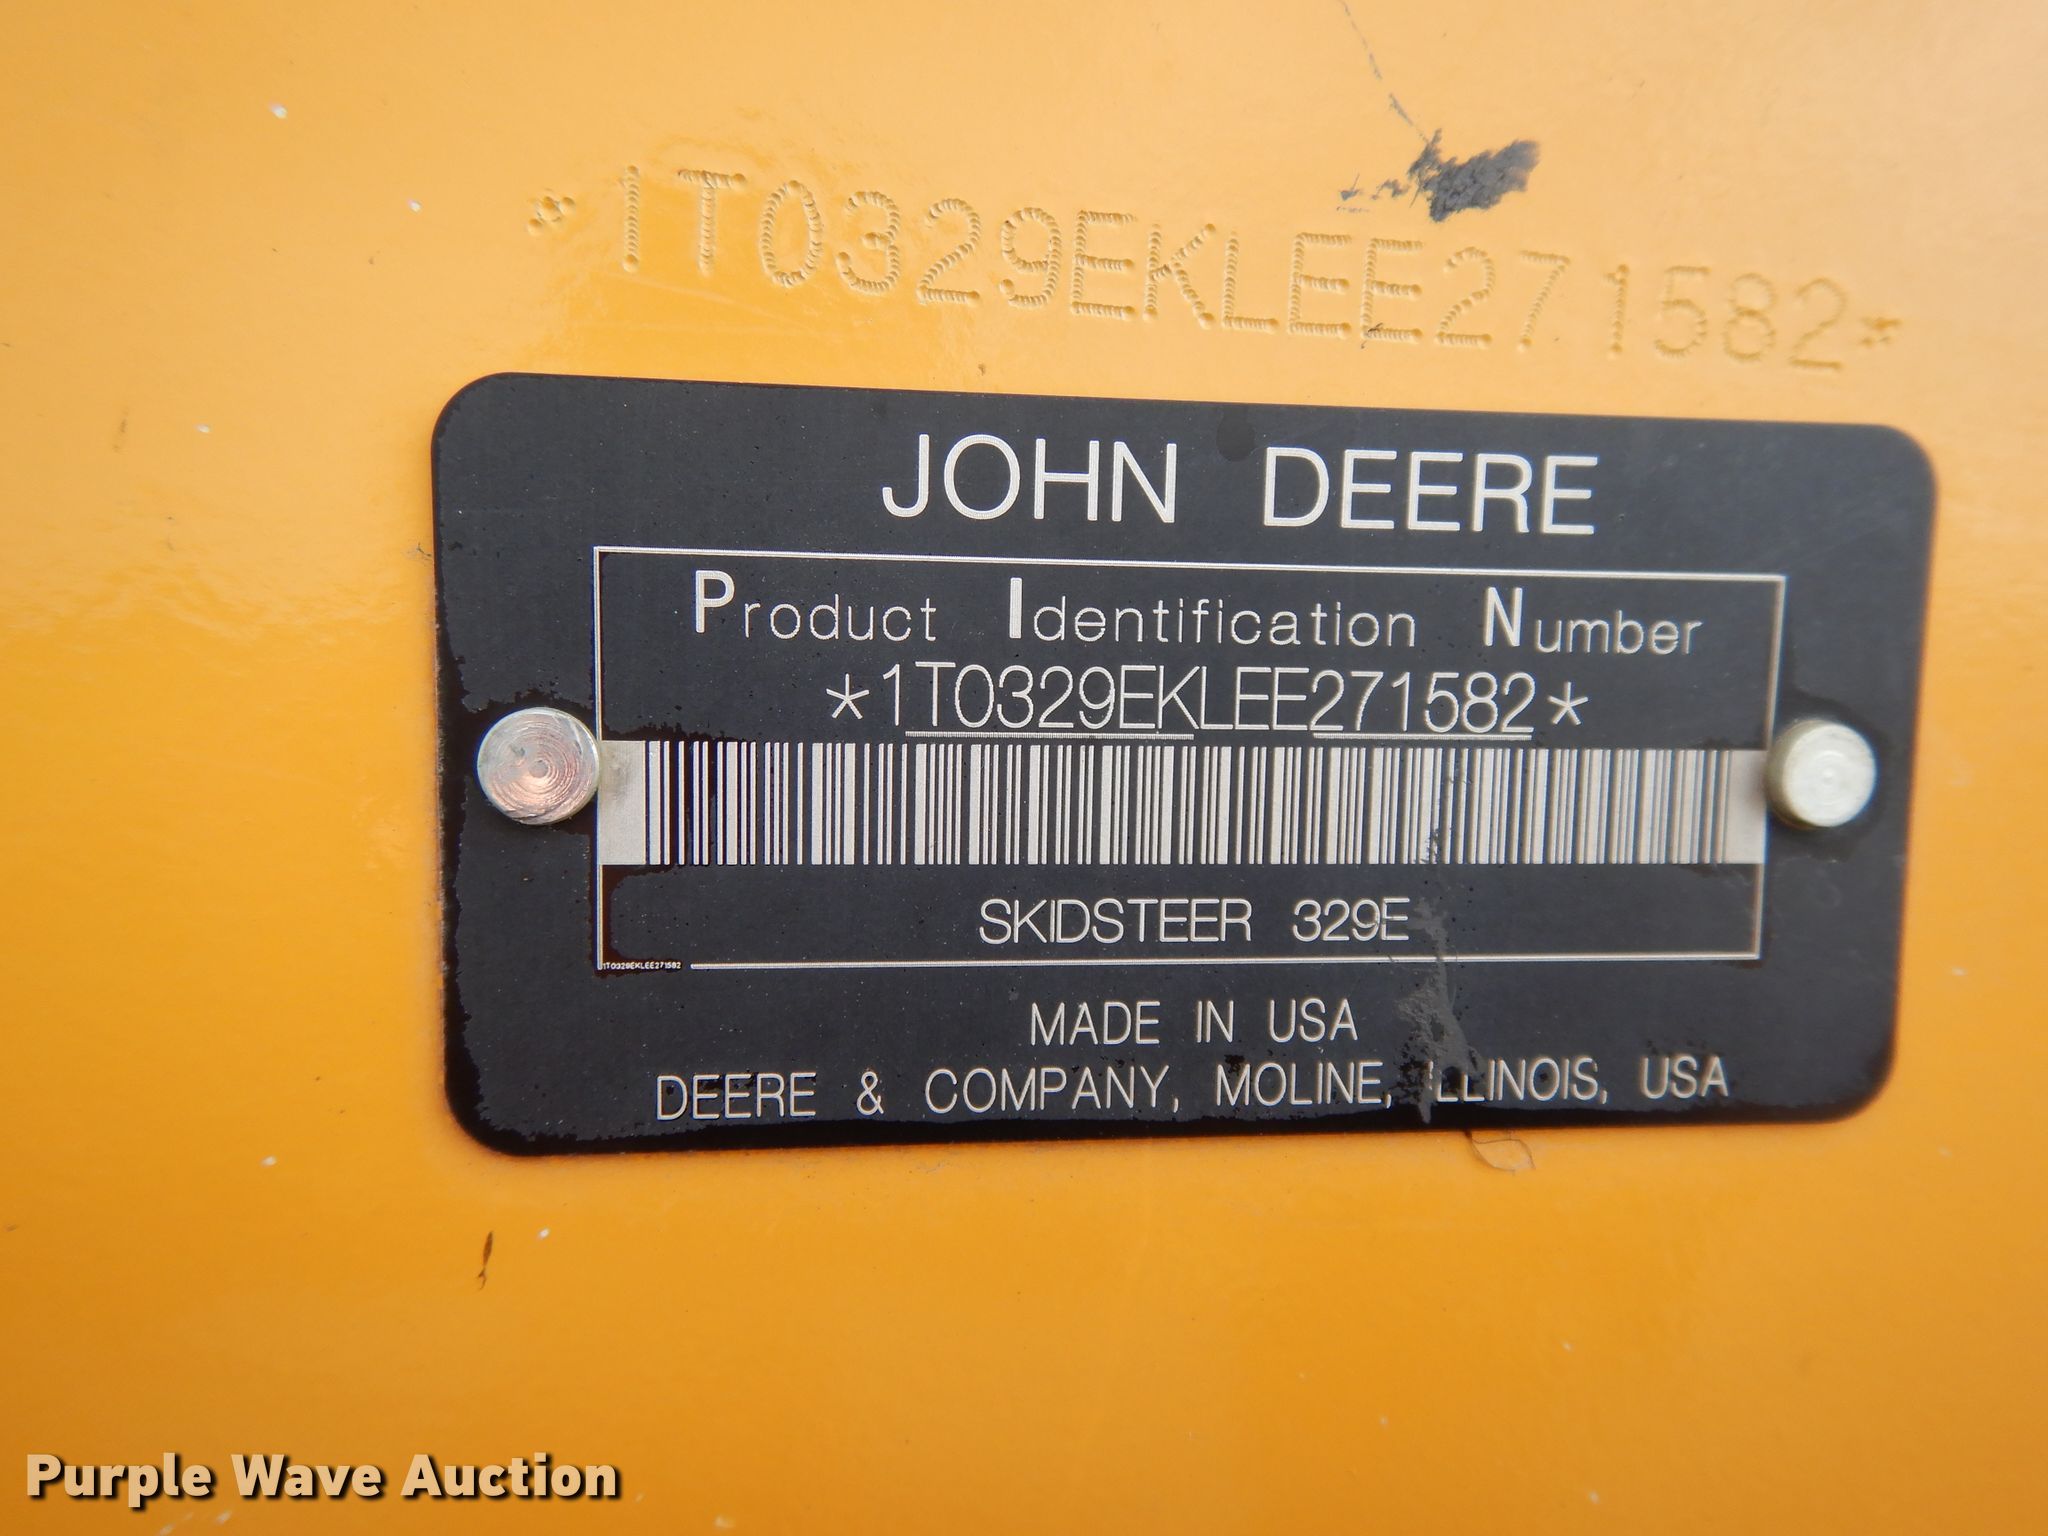 *1T0329EKLEE271582*
JOHN DEERE
Product Identification Number
*1T0329EKLEE271582*
SKIDSTEER 329E
1T0329EKLEE271582
MADE IN USA
DEERE & COMPANY, MOLINE, ILLINOIS, USA
Purple Wave Auction